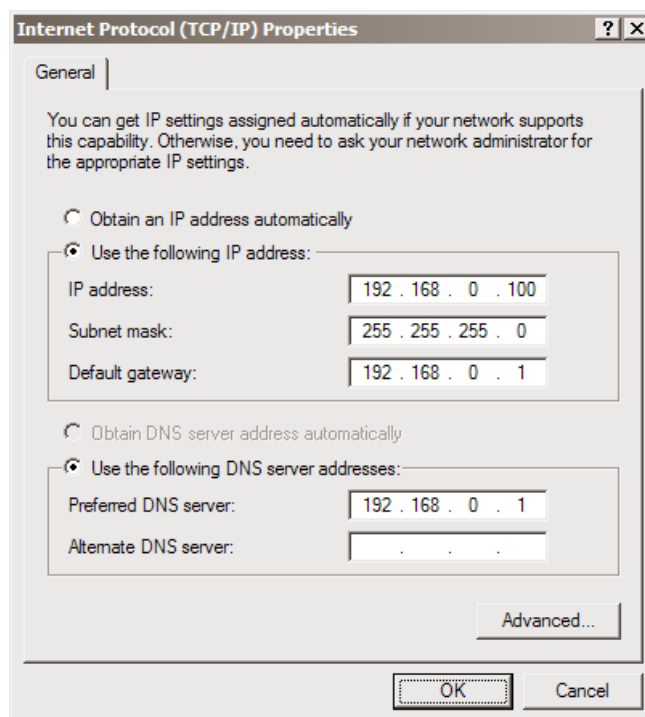 Internet Protocol (TCP/IP) Properties
General
You can get IP settings assigned automatically if your network supports
this capability. Otherwise, you need to ask your network administrator for
the appropriate IP settings.
Obtain an IP address automatically
Use the following IP address:
IP address: 192 . 168 . 0 . 100
Subnet mask: 255 . 255 . 255 . 0
Default gateway: 192 . 168 . 0 . 1
Obtain DNS server address automatically
Use the following DNS server addresses:
Preferred DNS server: 192 . 168 . 0 . 1
Alternate DNS server: . . .
Advanced...
OK Cancel